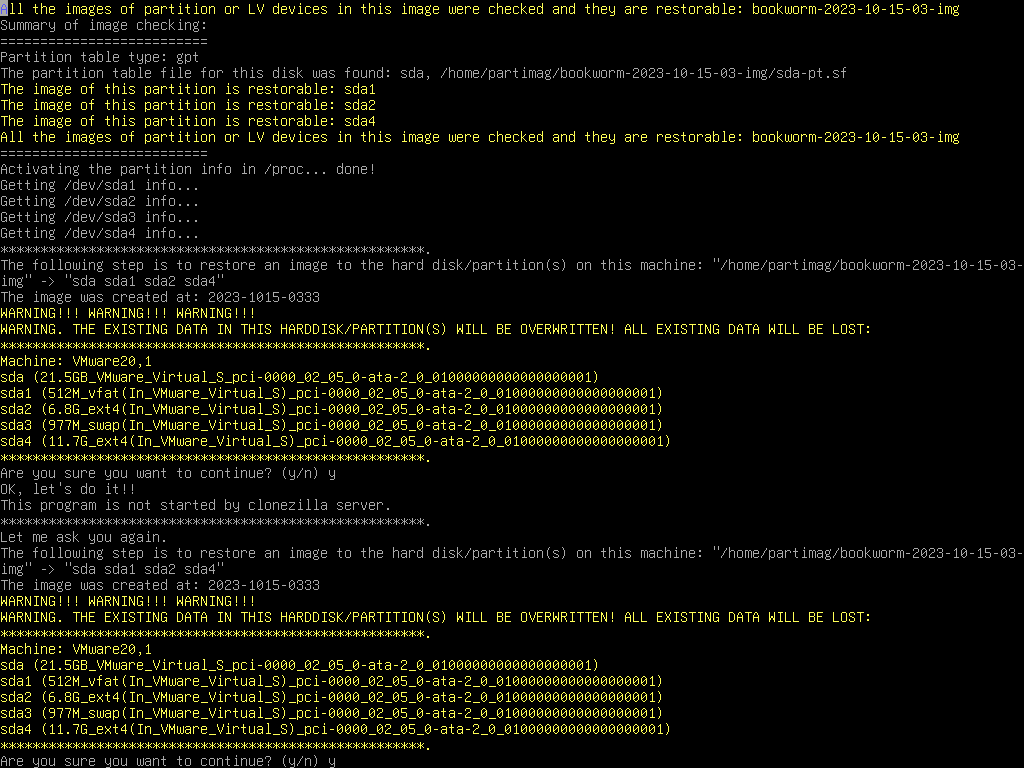 All the images of partition or LV devices in this image were checked and they are restorable: bookworm-2023-10-15-03-img
Summary of image checking:
==========================
Partition table type: gpt
The partition table file for this disk was found: sda, /home/partimag/bookworm-2023-10-15-03-img/sda-pt.sf
The image of this partition is restorable: sda1
The image of this partition is restorable: sda2
The image of this partition is restorable: sda4
All the images of partition or LV devices in this image were checked and they are restorable: bookworm-2023-10-15-03-img
==========================
Activating the partition info in /proc... done!
Getting /dev/sda1 info...
Getting /dev/sda2 info...
Getting /dev/sda3 info...
Getting /dev/sda4 info...
*****************************************************.
The following step is to restore an image to the hard disk/partition(s) on this machine: "/home/partimag/bookworm-2023-10-15-03-
img" -> "sda sda1 sda2 sda4"
The image was created at: 2023-1015-0333
WARNING!!! WARNING!!! WARNING!!!
WARNING. THE EXISTING DATA IN THIS HARDDISK/PARTITION(S) WILL BE OVERWRITTEN! ALL EXISTING DATA WILL BE LOST:
*****************************************************.
Machine: VMware20,1
sda (21.5GB_VMware_Virtual_S_pci-0000_02_05_0-ata-2_0_01000000000000000001)
sda1 (512M_vfat(In_VMware_Virtual_S)_pci-0000_02_05_0-ata-2_0_01000000000000000001)
sda2 (6.8G_ext4(In_VMware_Virtual_S)_pci-0000_02_05_0-ata-2_0_01000000000000000001)
sda3 (977M_swap(In_VMware_Virtual_S)_pci-0000_02_05_0-ata-2_0_01000000000000000001)
sda4 (11.7G_ext4(In_VMware_Virtual_S)_pci-0000_02_05_0-ata-2_0_01000000000000000001)
*****************************************************.
Are you sure you want to continue? (y/n) y
OK, let's do it!!
This program is not started by clonezilla server.
*****************************************************.
Let me ask you again.
The following step is to restore an image to the hard disk/partition(s) on this machine: "/home/partimag/bookworm-2023-10-15-03-
img" -> "sda sda1 sda2 sda4"
The image was created at: 2023-1015-0333
WARNING!!! WARNING!!! WARNING!!!
WARNING. THE EXISTING DATA IN THIS HARDDISK/PARTITION(S) WILL BE OVERWRITTEN! ALL EXISTING DATA WILL BE LOST:
*****************************************************.
Machine: VMware20,1
sda (21.5GB_VMware_Virtual_S_pci-0000_02_05_0-ata-2_0_01000000000000000001)
sda1 (512M_vfat(In_VMware_Virtual_S)_pci-0000_02_05_0-ata-2_0_01000000000000000001)
sda2 (6.8G_ext4(In_VMware_Virtual_S)_pci-0000_02_05_0-ata-2_0_01000000000000000001)
sda3 (977M_swap(In_VMware_Virtual_S)_pci-0000_02_05_0-ata-2_0_01000000000000000001)
sda4 (11.7G_ext4(In_VMware_Virtual_S)_pci-0000_02_05_0-ata-2_0_01000000000000000001)
*****************************************************.
Are you sure you want to continue? (y/n) y